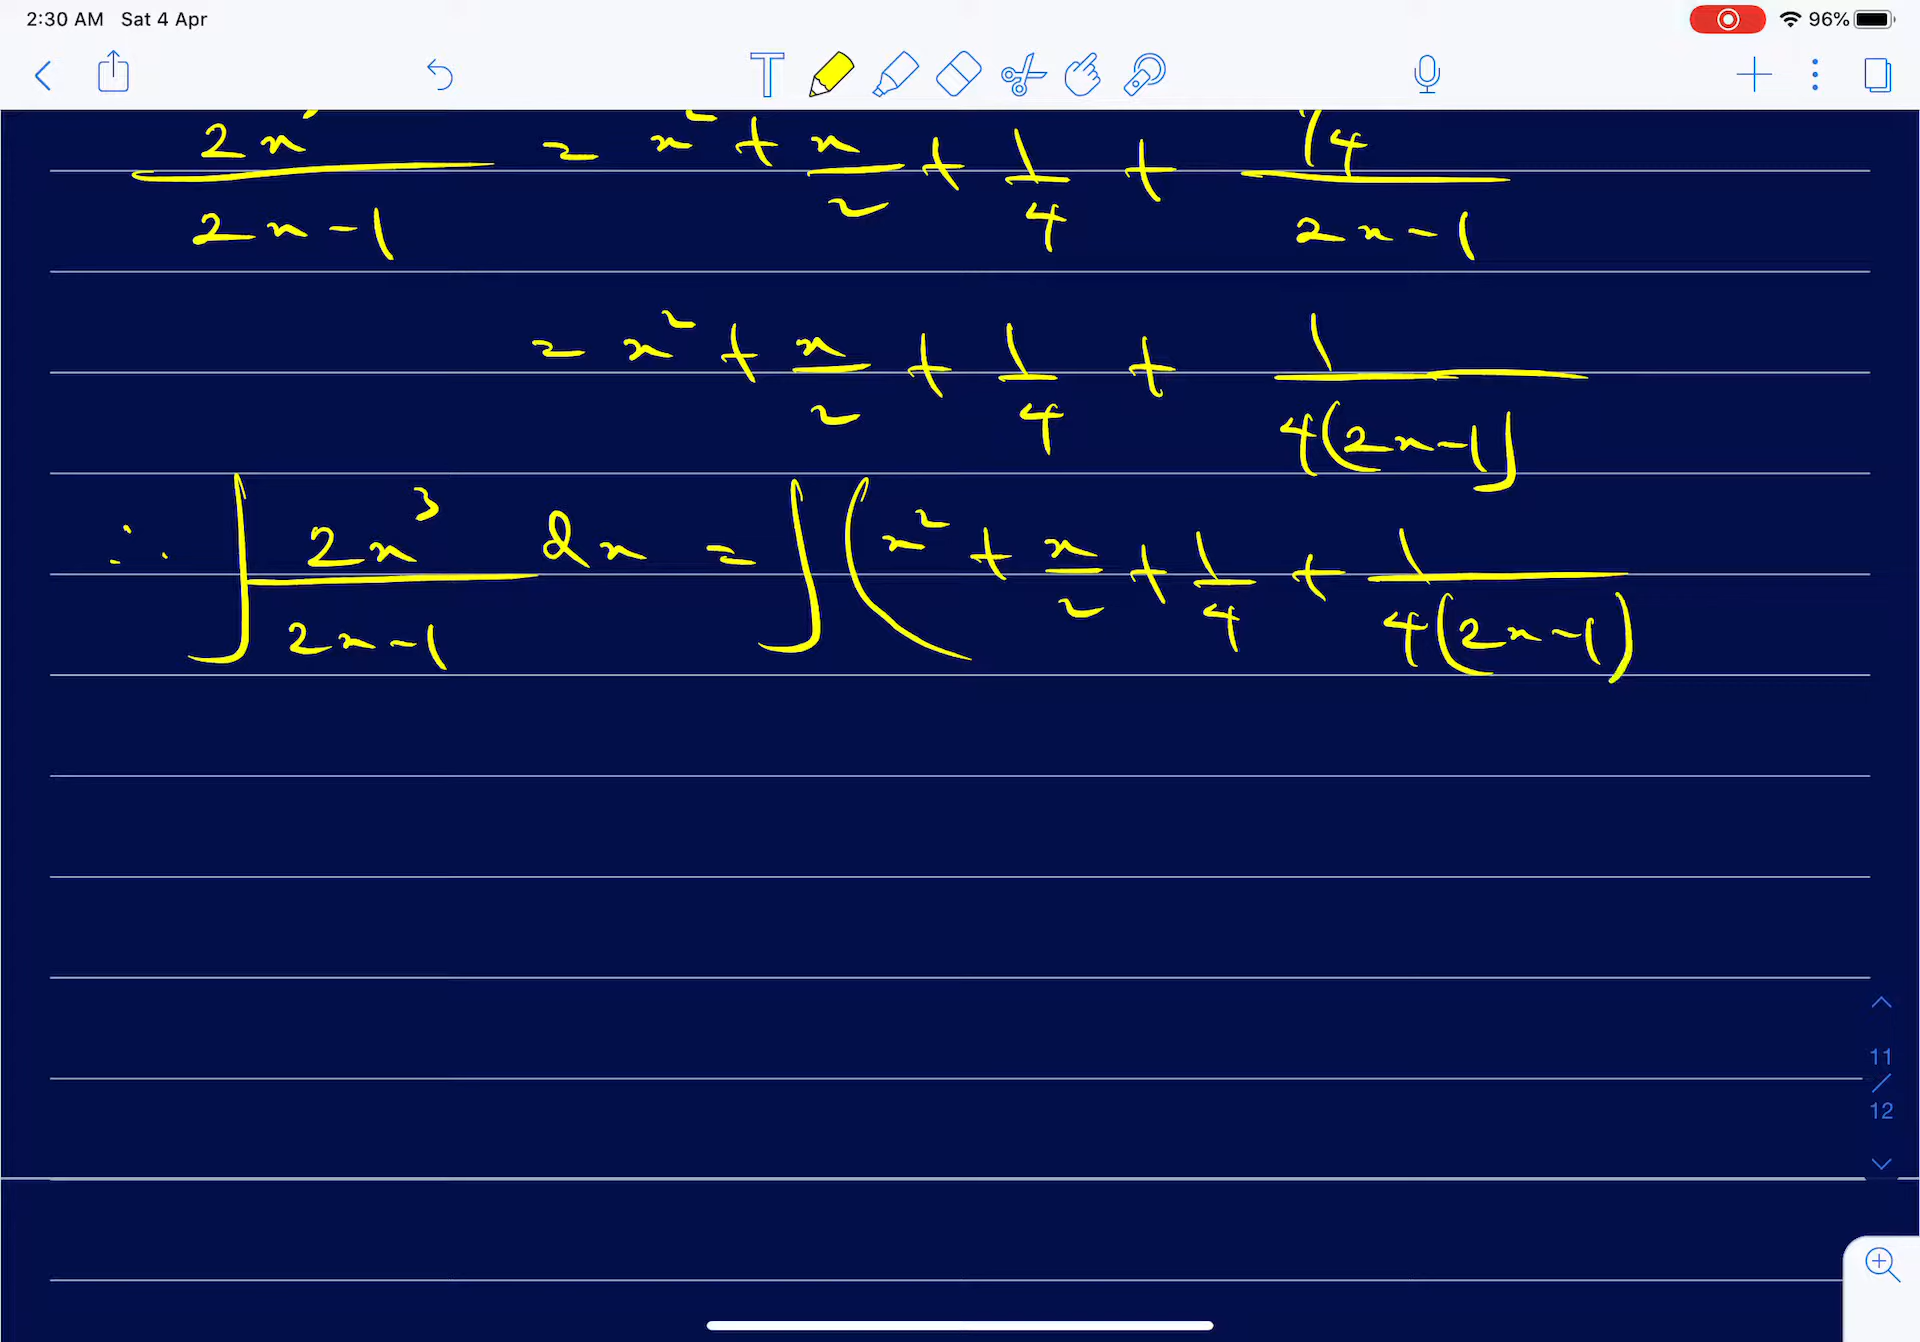 2:30 AM Sat 4 Apr 96%
T
2x³/2x-1 = x² + x/2 + 1/4 + 1/4/2x-1
= x² + x/2 + 1/4 + 1/4(2x-1)
∴ ∫ 2x³/2x-1 dx = ∫ ( x² + x/2 + 1/4 + 1/4(2x-1)
11
/
12